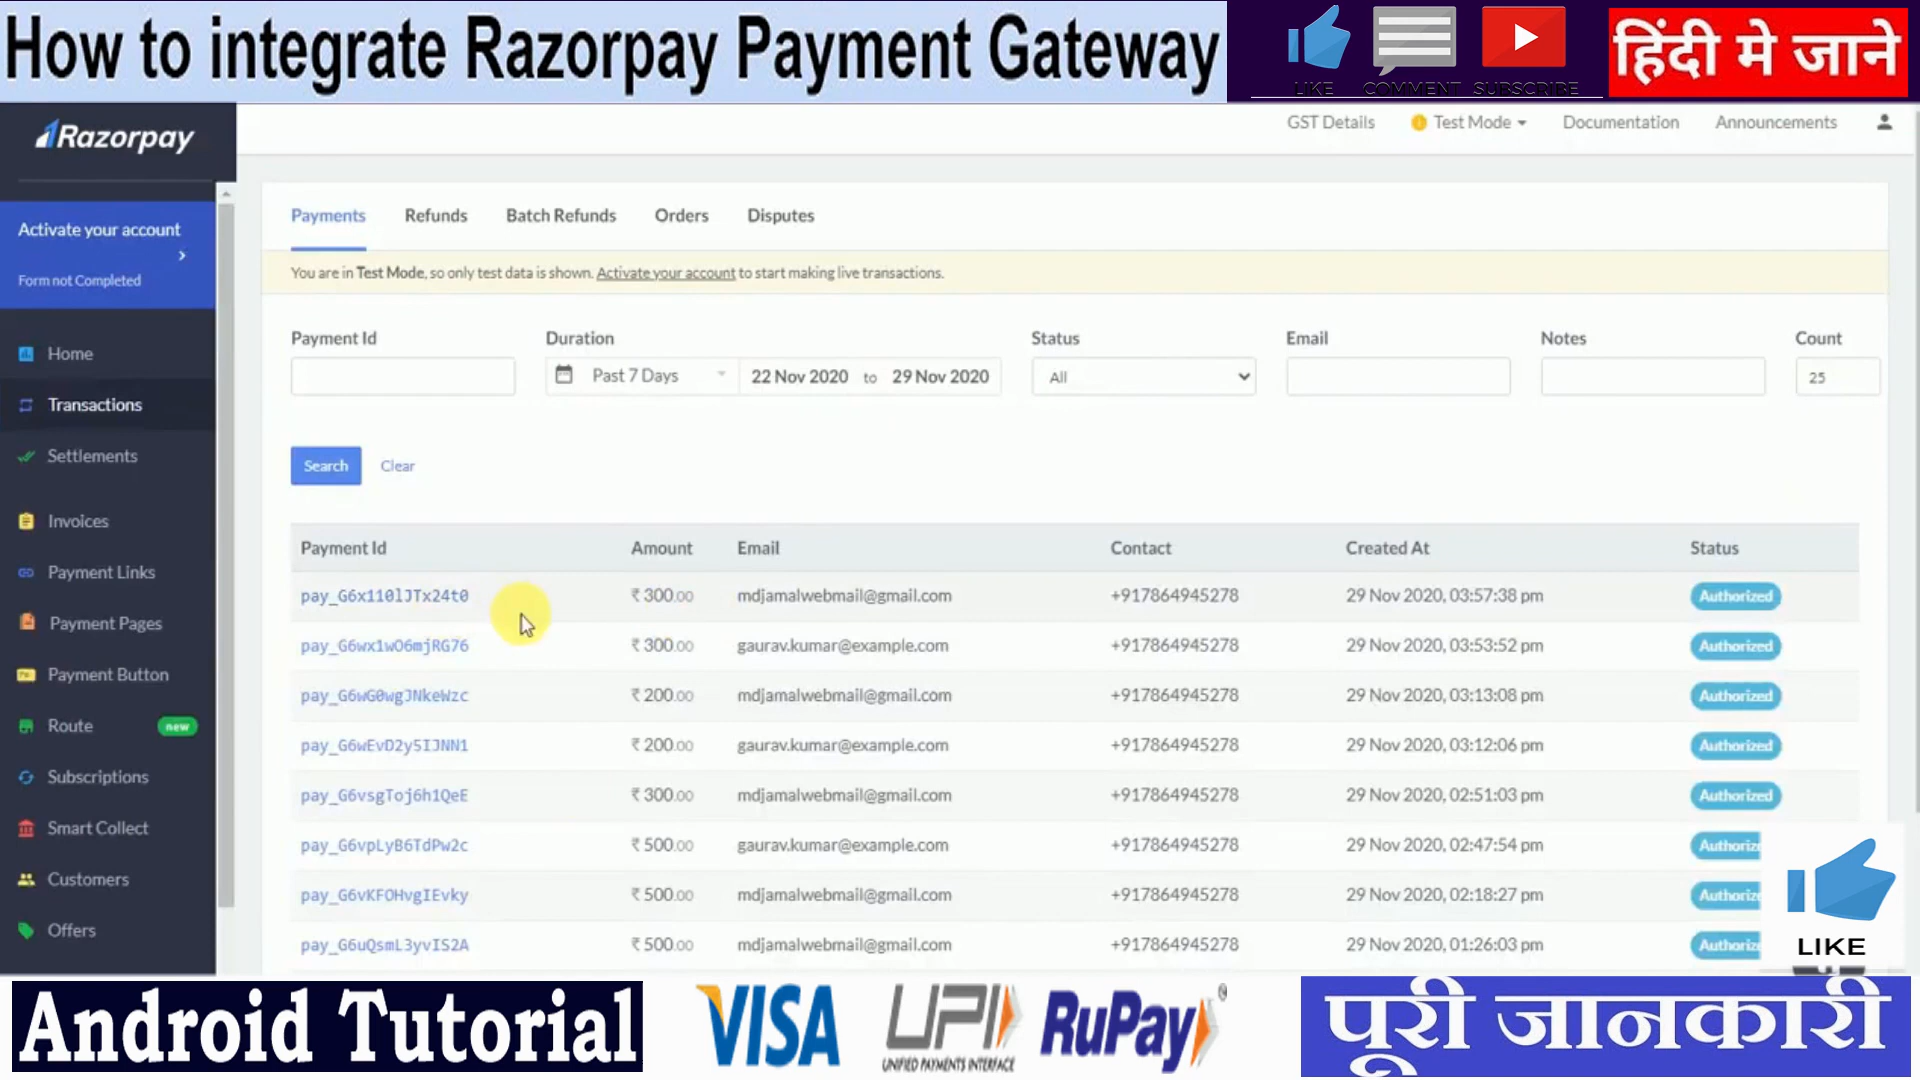 How to integrate Razorpay Payment Gateway
LIKE COMMENT SUBSCRIBE
हिंदी मे जाने
Razorpay
GST Details Test Mode Documentation Announcements
Activate your account
Form not Completed
Home
Transactions
Settlements
Invoices
Payment Links
Payment Pages
Payment Button
Route new
Subscriptions
Smart Collect
Customers
Offers
Payments Refunds Batch Refunds Orders Disputes
You are in Test Mode, so only test data is shown. Activate your account to start making live transactions.
Payment Id Duration Status Email Notes Count
Past 7 Days 22 Nov 2020 to 29 Nov 2020 All 25
Search Clear
Payment Id Amount Email Contact Created At Status
pay_G6x110lJTx24t0 ₹ 300.00 mdjamalwebmail@gmail.com +917864945278 29 Nov 2020, 03:57:38 pm Authorized
pay_G6wx1wO6mjRG76 ₹ 300.00 gaurav.kumar@example.com +917864945278 29 Nov 2020, 03:53:52 pm Authorized
pay_G6wG0wgJNkeWzc ₹ 200.00 mdjamalwebmail@gmail.com +917864945278 29 Nov 2020, 03:13:08 pm Authorized
pay_G6wEvD2y5IJNN1 ₹ 200.00 gaurav.kumar@example.com +917864945278 29 Nov 2020, 03:12:06 pm Authorized
pay_G6vsgToj6h1QeE ₹ 300.00 mdjamalwebmail@gmail.com +917864945278 29 Nov 2020, 02:51:03 pm Authorized
pay_G6vpLyB6TdPw2c ₹ 500.00 gaurav.kumar@example.com +917864945278 29 Nov 2020, 02:47:54 pm Authoriz
pay_G6vKFOHvgIEvky ₹ 500.00 mdjamalwebmail@gmail.com +917864945278 29 Nov 2020, 02:18:27 pm Authoriz
pay_G6uQsmL3yvIS2A ₹ 500.00 mdjamalwebmail@gmail.com +917864945278 29 Nov 2020, 01:26:03 pm Authoriz
LIKE
Android Tutorial
VISA
UPI
UNIFIED PAYMENTS INTERFACE
RuPay
पूरी जानकारी